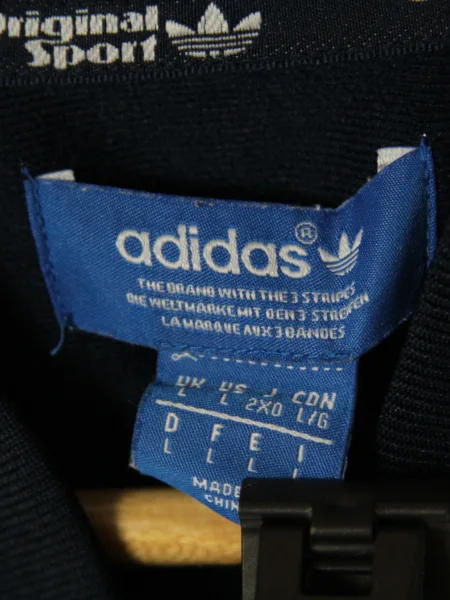 Original
Sport
adidas®
THE BRAND WITH THE 3 STRIPES
DIE WELTMARKE MIT DEN 3 STREIFEN
LA MARQUE AUX 3 BANDES
UK US J CDN
L L 2XO L/G
D F E I
L L L L
MADE
CHIN